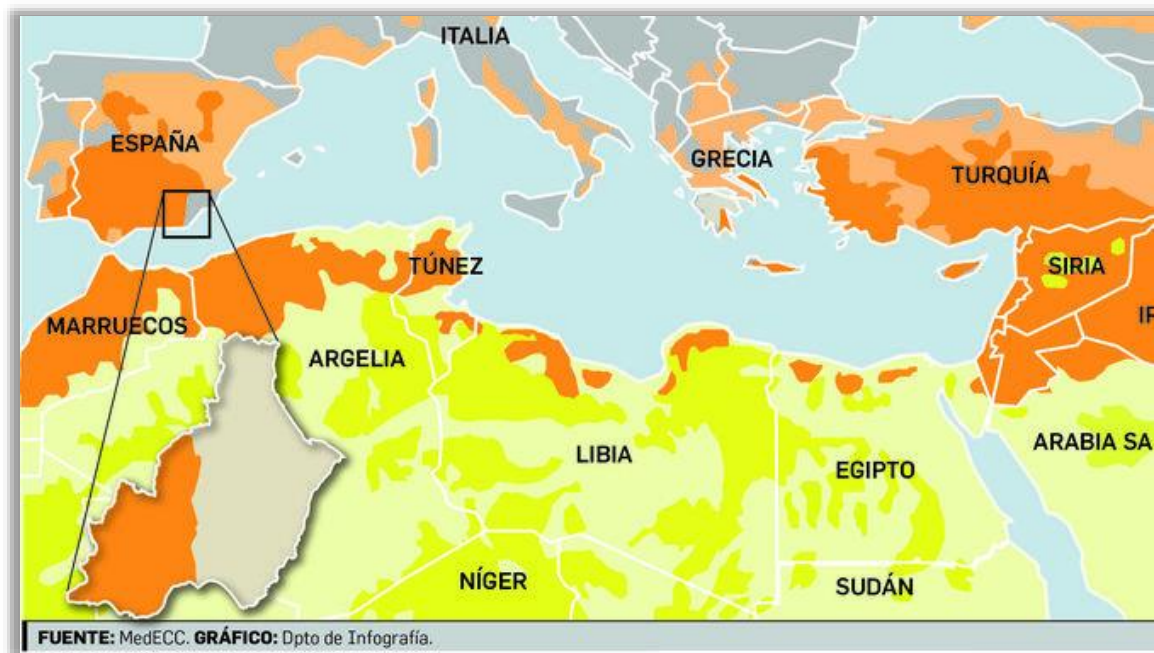 ITALIA
ESPAÑA
GRECIA
TURQUÍA
TÚNEZ
SIRIA
MARRUECOS
IR
ARGELIA
LIBIA
EGIPTO
ARABIA SA
NÍGER
SUDÁN
FUENTE: MedECC. GRÁFICO: Dpto de Infografía.